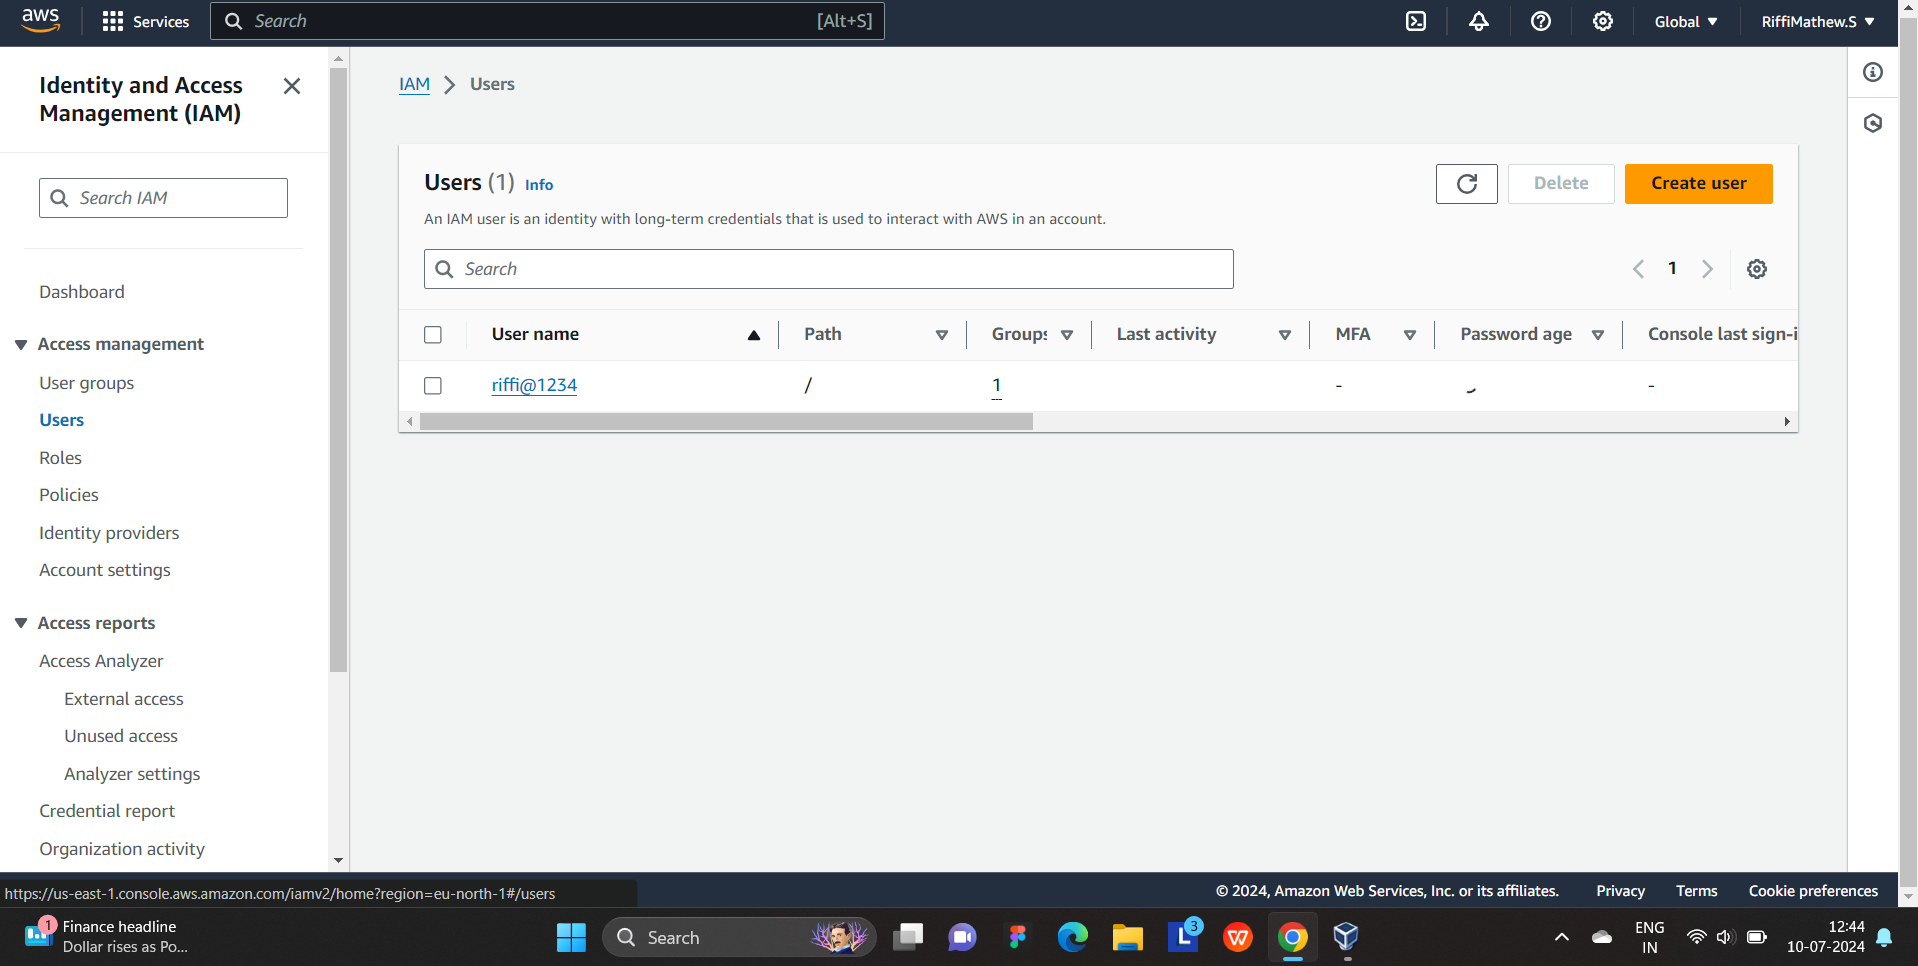 aws
Services
Search [Alt+S]
Global
RiffiMathew.S
Identity and Access
Management (IAM)
Search IAM
Dashboard
Access management
User groups
Users
Roles
Policies
Identity providers
Account settings
Access reports
Access Analyzer
External access
Unused access
Analyzer settings
Credential report
Organization activity
IAM > Users
Users (1) Info
Delete
Create user
An IAM user is an identity with long-term credentials that is used to interact with AWS in an account.
Search
1
User name Path Groups Last activity MFA Password age Console last sign-i
riffi@1234 / 1 - -
https://us-east-1.console.aws.amazon.com/iamv2/home?region=eu-north-1#/users
© 2024, Amazon Web Services, Inc. or its affiliates. Privacy Terms Cookie preferences
1
Finance headline
Dollar rises as Po...
Search
L 3
W
ENG
IN
12:44
10-07-2024